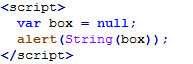 <script>
  var box = null;
  alert(String(box));
</script>